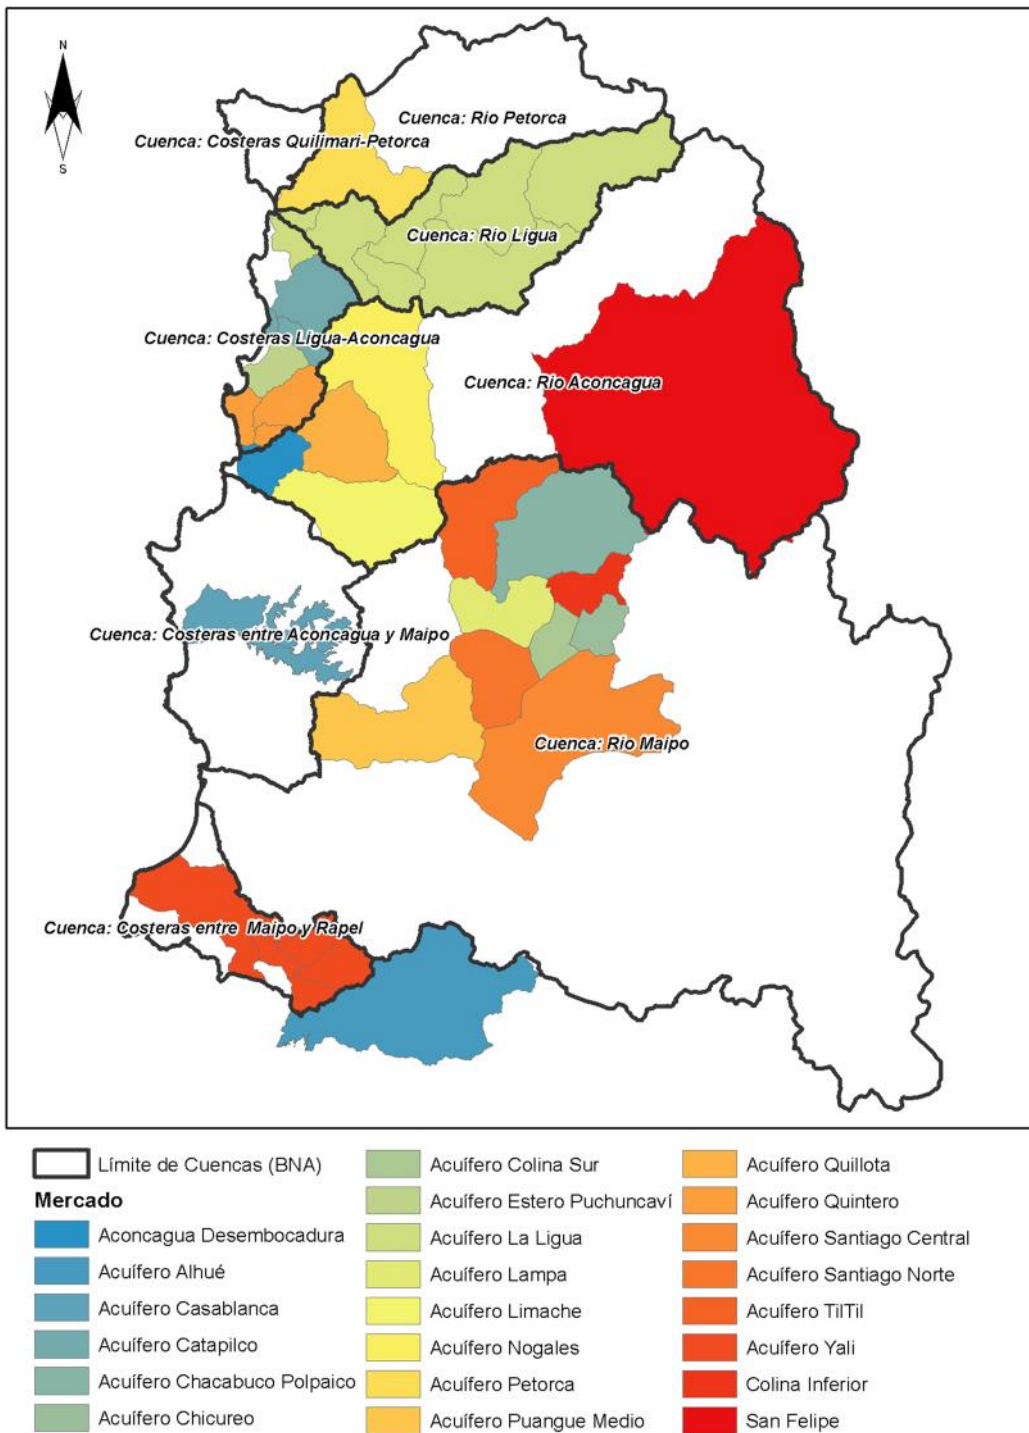 N
S
Cuenca: Rio Petorca
Cuenca: Costeras Quilimari-Petorca
Cuenca: Rio Ligua
Cuenca: Costeras Ligua-Aconcagua
Cuenca: Rio Aconcagua
Cuenca: Costeras entre Aconcagua y Maipo
Cuenca: Rio Maipo
Cuenca: Costeras entre Maipo y Rapel
Límite de Cuencas (BNA)
Mercado
Aconcagua Desembocadura
Acuífero Alhué
Acuífero Casablanca
Acuífero Catapilco
Acuífero Chacabuco Polpaico
Acuífero Chicureo
Acuífero Colina Sur
Acuífero Estero Puchuncaví
Acuífero La Ligua
Acuífero Lampa
Acuífero Limache
Acuífero Nogales
Acuífero Petorca
Acuífero Puangue Medio
Acuífero Quillota
Acuífero Quintero
Acuífero Santiago Central
Acuífero Santiago Norte
Acuífero TilTil
Acuífero Yali
Colina Inferior
San Felipe